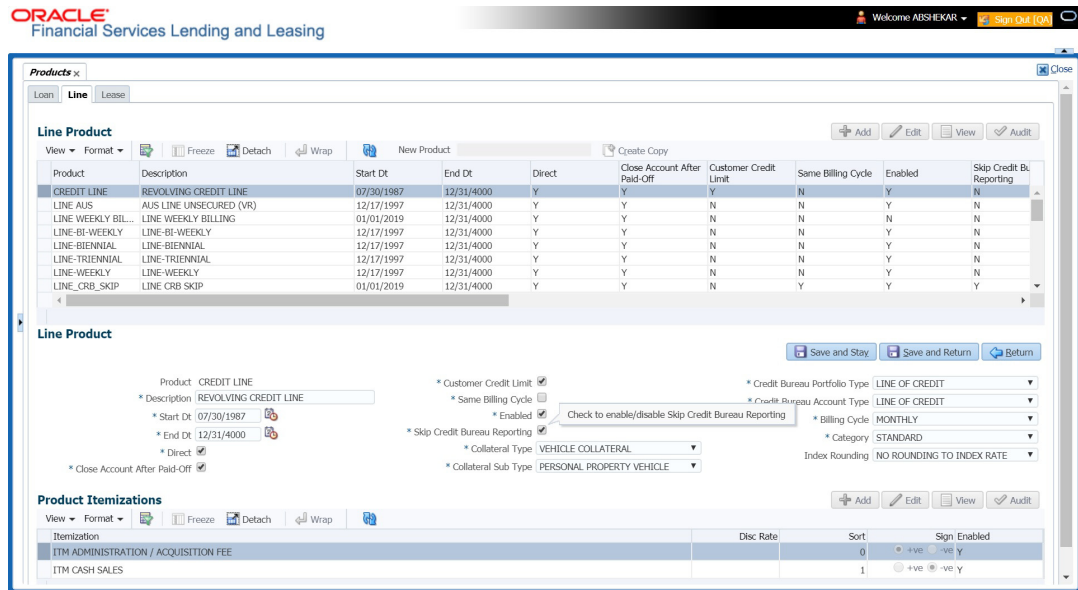 ORACLE
Financial Services Lending and Leasing
Welcome ABSHEKAR
Sign Out [QA]
Products
Close
Loan Line Lease
Line Product
Add Edit View Audit
View Format Freeze Detach Wrap New Product Create Copy
Product Description Start Dt End Dt Direct Close Account After Paid-Off Customer Credit Limit Same Billing Cycle Enabled Skip Credit Bu Reporting
CREDIT LINE REVOLVING CREDIT LINE 07/30/1987 12/31/4000 Y Y Y N Y N
LINE AUS AUS LINE UNSECURED (VR) 12/17/1997 12/31/4000 Y Y N N Y N
LINE WEEKLY BIL... LINE WEEKLY BILLING 01/01/2019 12/31/4000 Y Y N N N N
LINE-BI-WEEKLY LINE-BI-WEEKLY 12/17/1997 12/31/4000 Y Y N N Y N
LINE-BIENNIAL LINE-BIENNIAL 12/17/1997 12/31/4000 Y Y N N Y N
LINE-TRIENNIAL LINE-TRIENNIAL 12/17/1997 12/31/4000 Y Y N N Y N
LINE-WEEKLY LINE-WEEKLY 12/17/1997 12/31/4000 Y Y N N Y N
LINE_CRB_SKIP LINE CRB SKIP 01/01/2019 12/31/4000 Y Y N Y Y Y
Line Product
Save and Stay Save and Return Return
Product CREDIT LINE
* Description REVOLVING CREDIT LINE
* Start Dt 07/30/1987
* End Dt 12/31/4000
* Direct
* Close Account After Paid-Off
* Customer Credit Limit
* Same Billing Cycle
* Enabled
* Skip Credit Bureau Reporting
Check to enable/disable Skip Credit Bureau Reporting
* Collateral Type VEHICLE COLLATERAL
* Collateral Sub Type PERSONAL PROPERTY VEHICLE
* Credit Bureau Portfolio Type LINE OF CREDIT
* Credit Bureau Account Type LINE OF CREDIT
* Billing Cycle MONTHLY
* Category STANDARD
Index Rounding NO ROUNDING TO INDEX RATE
Product Itemizations
Add Edit View Audit
View Format Freeze Detach Wrap
Itemization Disc Rate Sort Sign Enabled
ITM ADMINISTRATION / ACQUISITION FEE 0 +ve -ve Y
ITM CASH SALES 1 +ve -ve Y